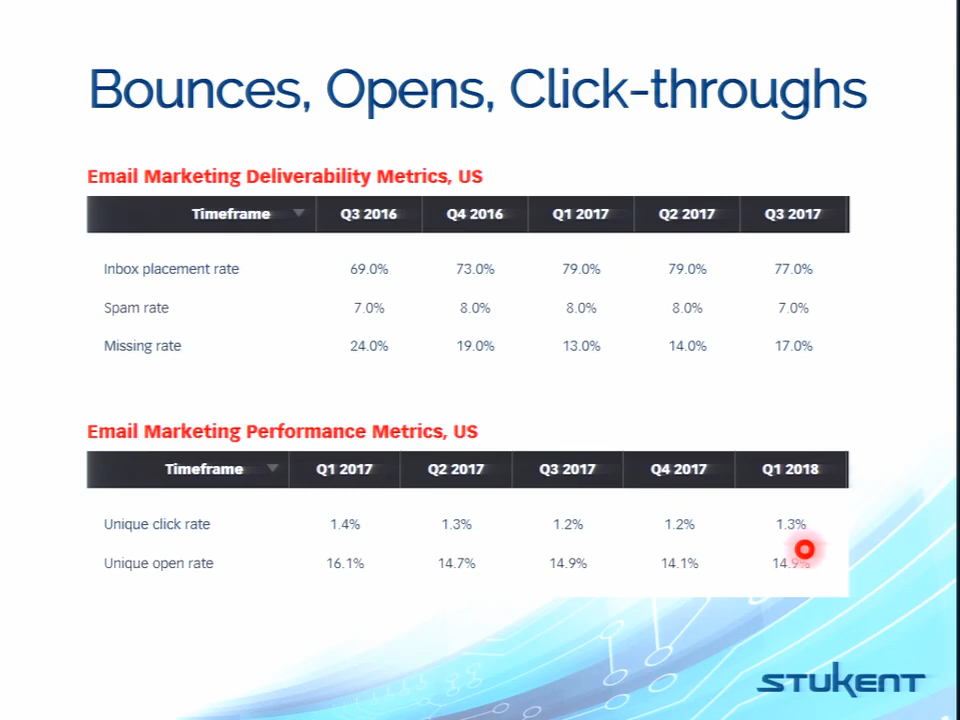 Bounces, Opens, Click-throughs
Email Marketing Deliverability Metrics, US
Timeframe Q3 2016 Q4 2016 Q1 2017 Q2 2017 Q3 2017
Inbox placement rate 69.0% 73.0% 79.0% 79.0% 77.0%
Spam rate 7.0% 8.0% 8.0% 8.0% 7.0%
Missing rate 24.0% 19.0% 13.0% 14.0% 17.0%
Email Marketing Performance Metrics, US
Timeframe Q1 2017 Q2 2017 Q3 2017 Q4 2017 Q1 2018
Unique click rate 1.4% 1.3% 1.2% 1.2% 1.3%
Unique open rate 16.1% 14.7% 14.9% 14.1% 14.9%
STUKENT